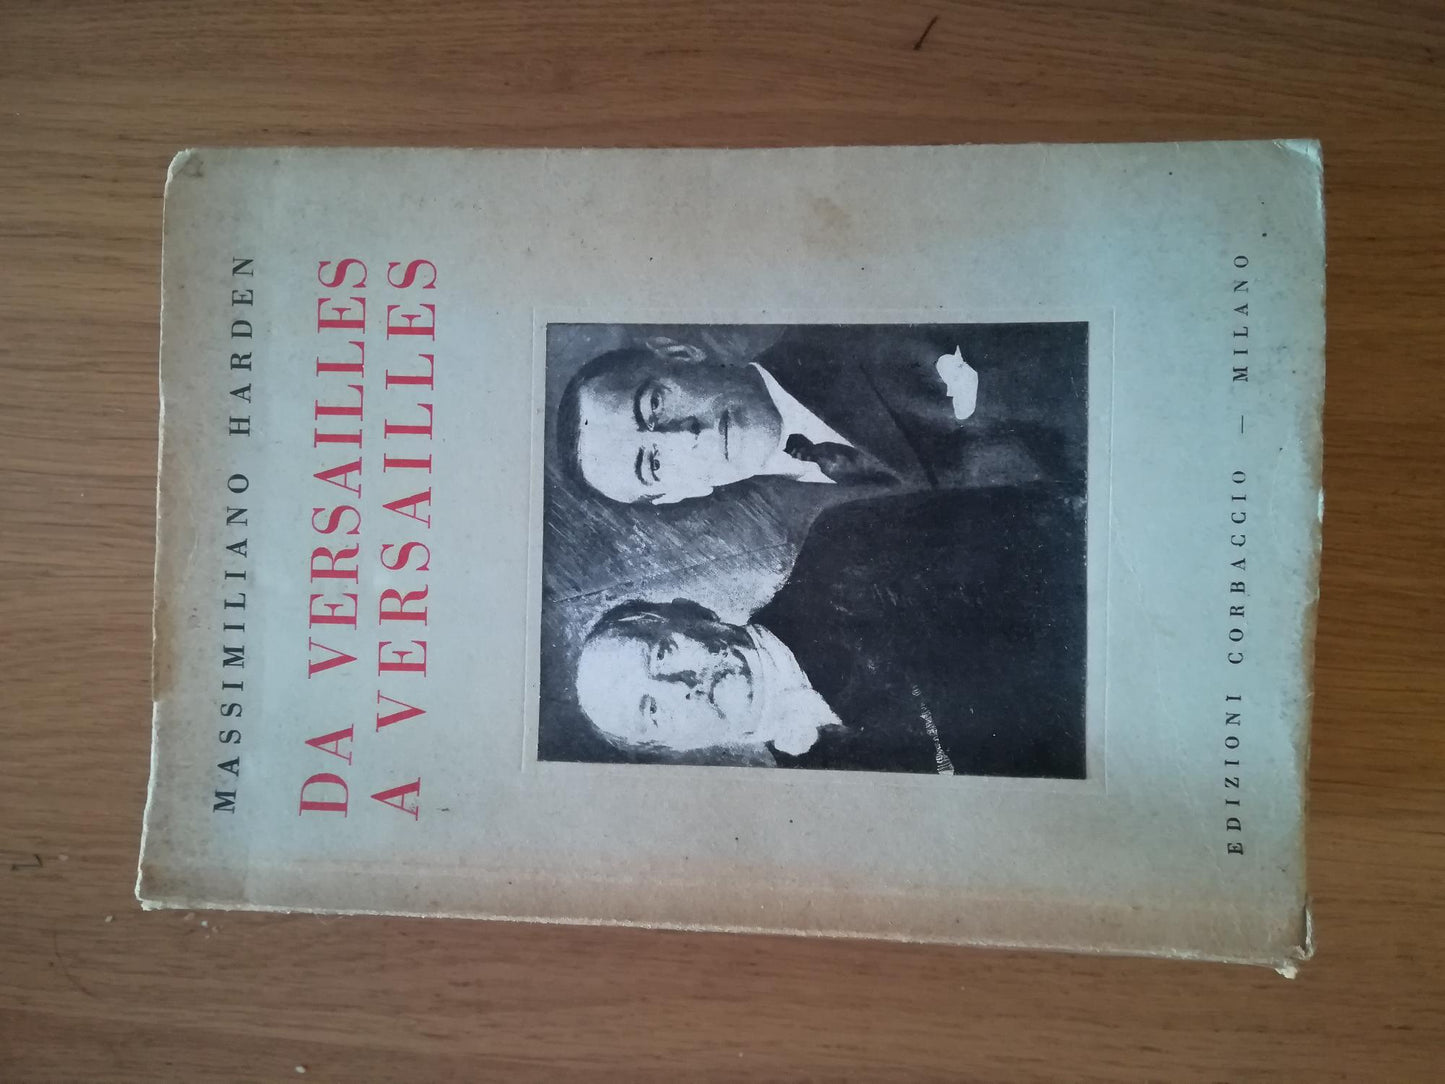 MASSIMILIANO HARDEN
DA VERSAILLES
A VERSAILLES
EDIZIONI CORBACCIO — MILANO